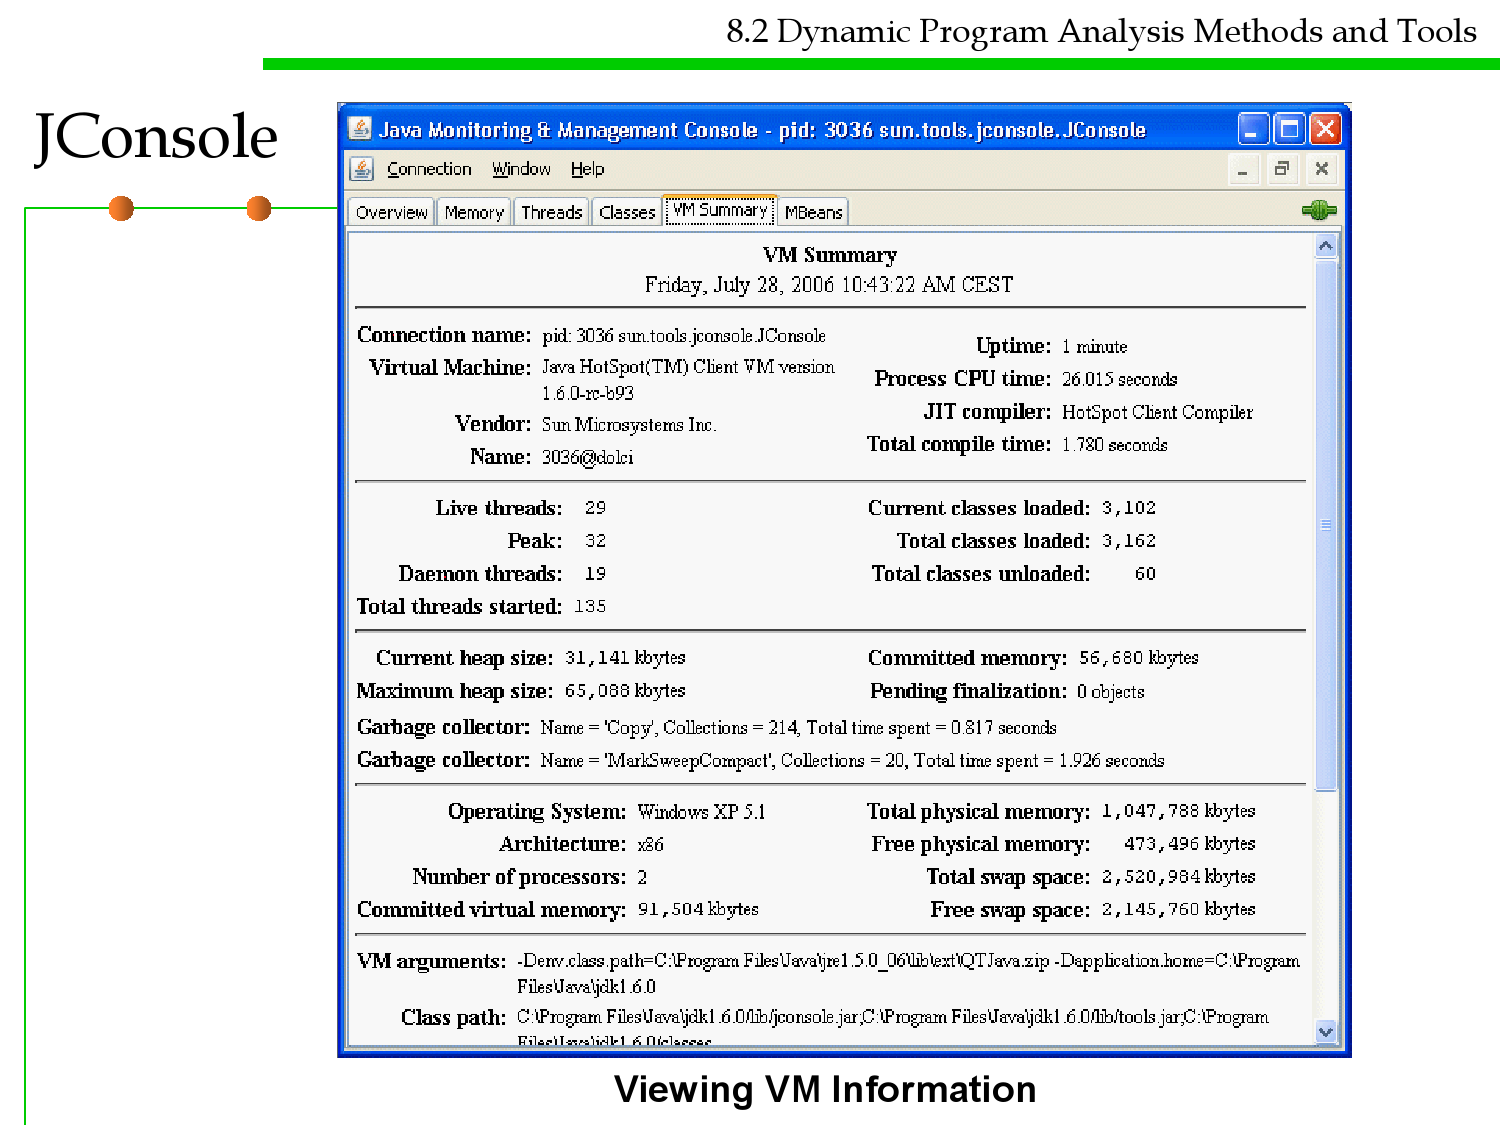 8.2 Dynamic Program Analysis Methods and Tools
JConsole
Java Monitoring & Management Console - pid: 3036 sun.tools.jconsole.JConsole
Connection Window Help
Overview Memory Threads Classes VM Summary MBeans
VM Summary
Friday, July 28, 2006 10:43:22 AM CEST
Connection name: pid: 3036 sun.tools.jconsole.JConsole
Virtual Machine: Java HotSpot(TM) Client VM version
1.6.0-rc-b93
Vendor: Sun Microsystems Inc.
Name: 3036@dolci
Uptime: 1 minute
Process CPU time: 26.015 seconds
JIT compiler: HotSpot Client Compiler
Total compile time: 1.780 seconds
Live threads: 29
Peak: 32
Daemon threads: 19
Total threads started: 135
Current classes loaded: 3,102
Total classes loaded: 3,162
Total classes unloaded: 60
Current heap size: 31,141 kbytes
Maximum heap size: 65,088 kbytes
Committed memory: 56,680 kbytes
Pending finalization: 0 objects
Garbage collector: Name = 'Copy', Collections = 214, Total time spent = 0.817 seconds
Garbage collector: Name = 'MarkSweepCompact', Collections = 20, Total time spent = 1.926 seconds
Operating System: Windows XP 5.1
Architecture: x86
Number of processors: 2
Committed virtual memory: 91,504 kbytes
Total physical memory: 1,047,788 kbytes
Free physical memory: 473,496 kbytes
Total swap space: 2,520,984 kbytes
Free swap space: 2,145,760 kbytes
VM arguments: -Denv.class.path=C:\Program Files\Java\jre1.5.0_06\lib\ext\QTJava.zip -Dapplication.home=C:\Program
Files\Java\jdk1.6.0
Class path: C:\Program Files\Java\jdk1.6.0/lib/jconsole.jar;C:\Program Files\Java\jdk1.6.0/lib/tools.jar;C:\Program
Files\Java\jdk1.6.0/classes
Viewing VM Information